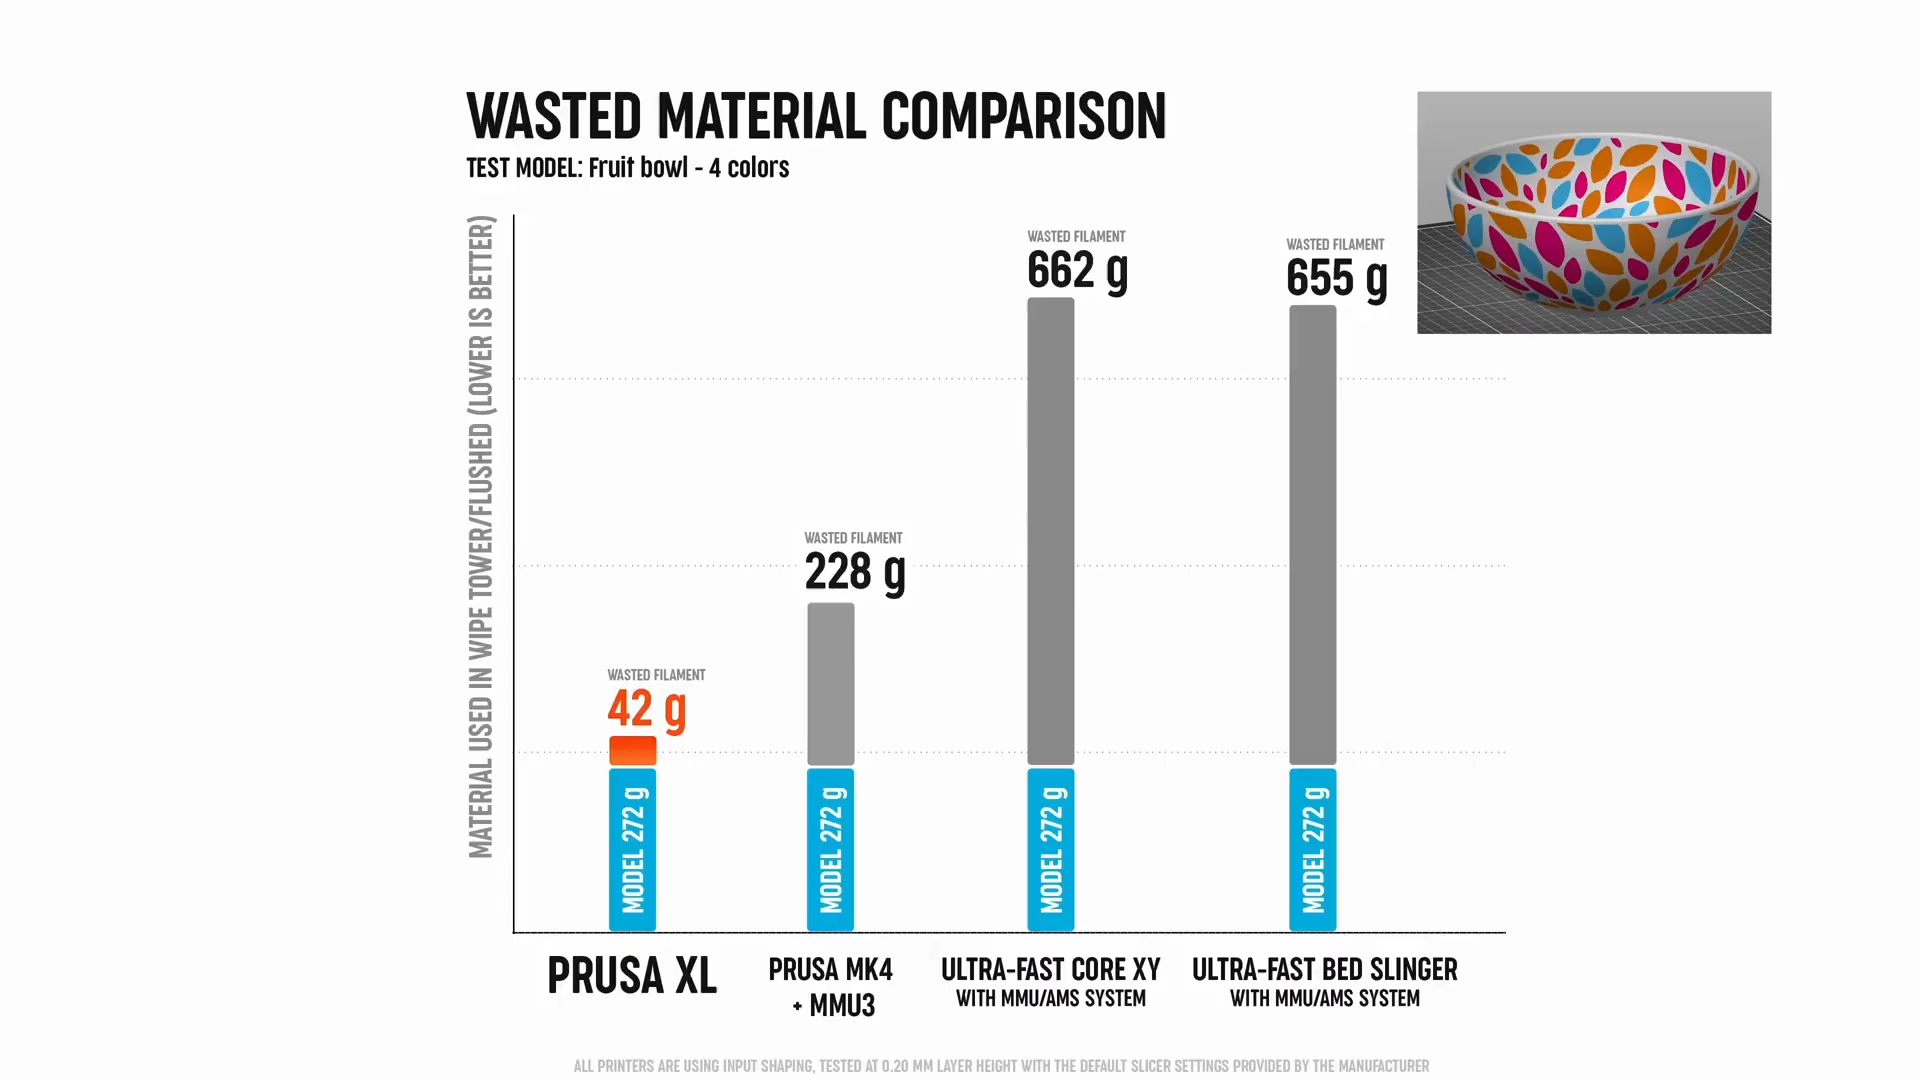 WASTED MATERIAL COMPARISON
TEST MODEL: Fruit bowl - 4 colors
MATERIAL USED IN WIPE TOWER/FLUSHED (LOWER IS BETTER)
WASTED FILAMENT
42 g
WASTED FILAMENT
228 g
WASTED FILAMENT
662 g
WASTED FILAMENT
655 g
MODEL 272 g
MODEL 272 g
MODEL 272 g
MODEL 272 g
PRUSA XL
PRUSA MK4
+ MMU3
ULTRA-FAST CORE XY
WITH MMU/AMS SYSTEM
ULTRA-FAST BED SLINGER
WITH MMU/AMS SYSTEM
ALL PRINTERS ARE USING INPUT SHAPING, TESTED AT 0.20 MM LAYER HEIGHT WITH THE DEFAULT SLICER SETTINGS PROVIDED BY THE MANUFACTURER